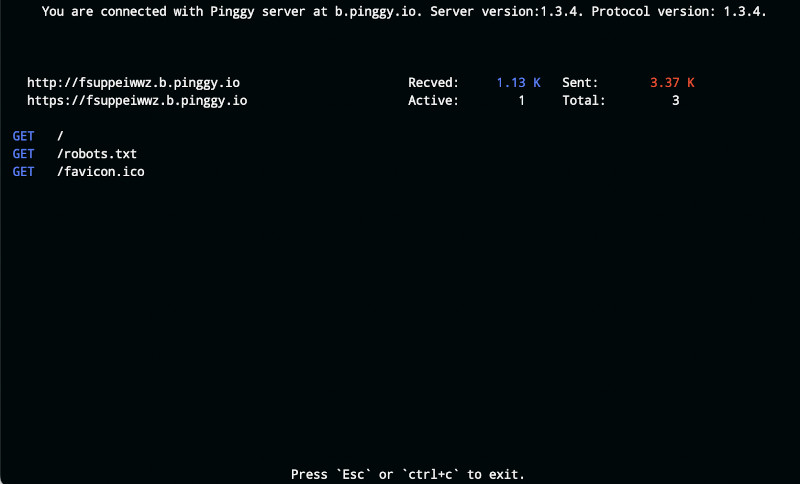 You are connected with Pinggy server at b.pinggy.io. Server version:1.3.4. Protocol version: 1.3.4.
http://fsuppeiwwz.b.pinggy.io Recved: 1.13 K Sent: 3.37 K
https://fsuppeiwwz.b.pinggy.io Active: 1 Total: 3
GET /
GET /robots.txt
GET /favicon.ico
Press `Esc` or `ctrl+c` to exit.